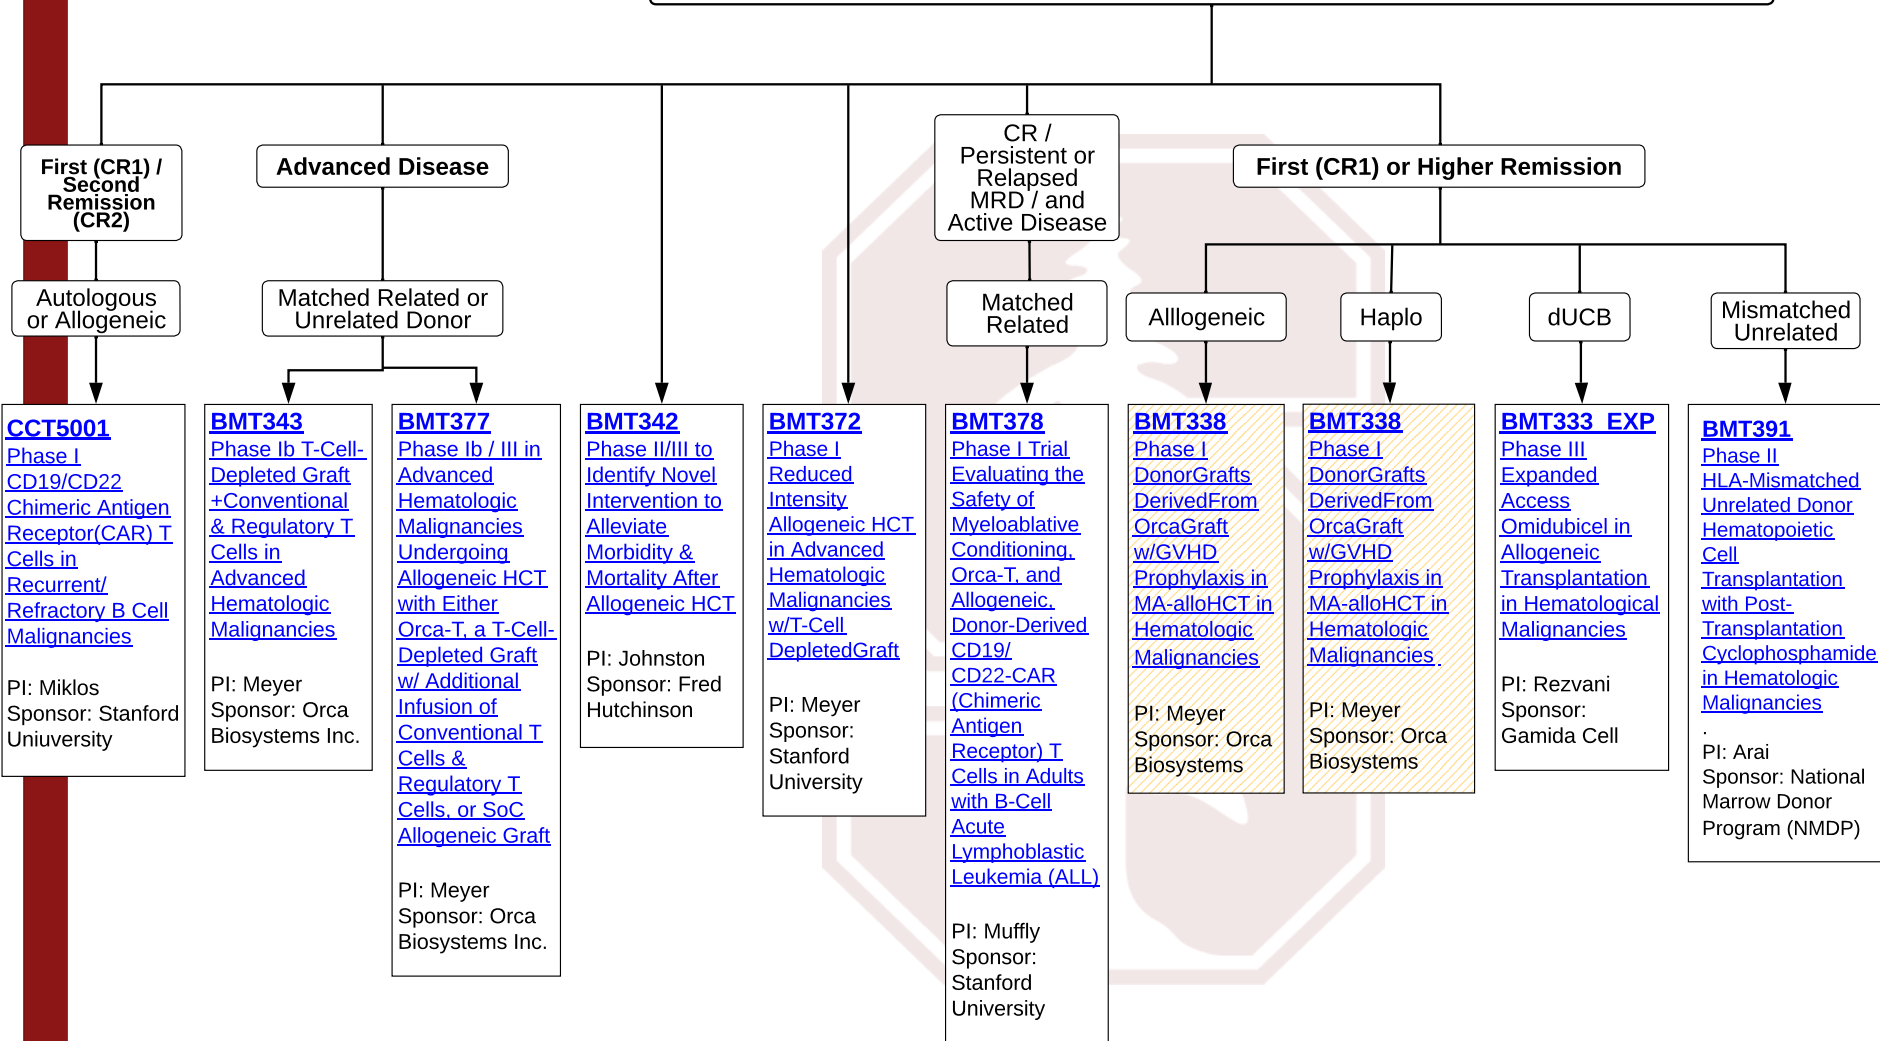 First (CR1) /
Second
Remission
(CR2)
Advanced Disease
CR /
Persistent or
Relapsed
MRD / and
Active Disease
First (CR1) or Higher Remission
Autologous
or Allogeneic
Matched Related or
Unrelated Donor
Matched
Related
Alllogeneic
Haplo
dUCB
Mismatched
Unrelated
CCT5001
Phase I
CD19/CD22
Chimeric Antigen
Receptor(CAR) T
Cells in
Recurrent/
Refractory B Cell
Malignancies
PI: Miklos
Sponsor: Stanford
Uniuversity
BMT343
Phase Ib T-Cell-
Depleted Graft
+Conventional
& Regulatory T
Cells in
Advanced
Hematologic
Malignancies
PI: Meyer
Sponsor: Orca
Biosystems Inc.
BMT377
Phase Ib / III in
Advanced
Hematologic
Malignancies
Undergoing
Allogeneic HCT
with Either
Orca-T, a T-Cell-
Depleted Graft
w/ Additional
Infusion of
Conventional T
Cells &
Regulatory T
Cells, or SoC
Allogeneic Graft
PI: Meyer
Sponsor: Orca
Biosystems Inc.
BMT342
Phase II/III to
Identify Novel
Intervention to
Alleviate
Morbidity &
Mortality After
Allogeneic HCT
PI: Johnston
Sponsor: Fred
Hutchinson
BMT372
Phase I
Reduced
Intensity
Allogeneic HCT
in Advanced
Hematologic
Malignancies
w/T-Cell
DepletedGraft
PI: Meyer
Sponsor:
Stanford
University
BMT378
Phase I Trial
Evaluating the
Safety of
Myeloablative
Conditioning,
Orca-T, and
Allogeneic,
Donor-Derived
CD19/
CD22-CAR
(Chimeric
Antigen
Receptor) T
Cells in Adults
with B-Cell
Acute
Lymphoblastic
Leukemia (ALL)
PI: Muffly
Sponsor:
Stanford
University
BMT338
Phase I
DonorGrafts
DerivedFrom
OrcaGraft
w/GVHD
Prophylaxis in
MA-alloHCT in
Hematologic
Malignancies
PI: Meyer
Sponsor: Orca
Biosystems
BMT338
Phase I
DonorGrafts
DerivedFrom
OrcaGraft
w/GVHD
Prophylaxis in
MA-alloHCT in
Hematologic
Malignancies .
PI: Meyer
Sponsor: Orca
Biosystems
BMT333_EXP
Phase III
Expanded
Access
Omidubicel in
Allogeneic
Transplantation
in Hematological
Malignancies
PI: Rezvani
Sponsor:
Gamida Cell
BMT391
Phase II
HLA-Mismatched
Unrelated Donor
Hematopoietic
Cell
Transplantation
with Post-
Transplantation
Cyclophosphamide
in Hematologic
Malignancies
.
PI: Arai
Sponsor: National
Marrow Donor
Program (NMDP)